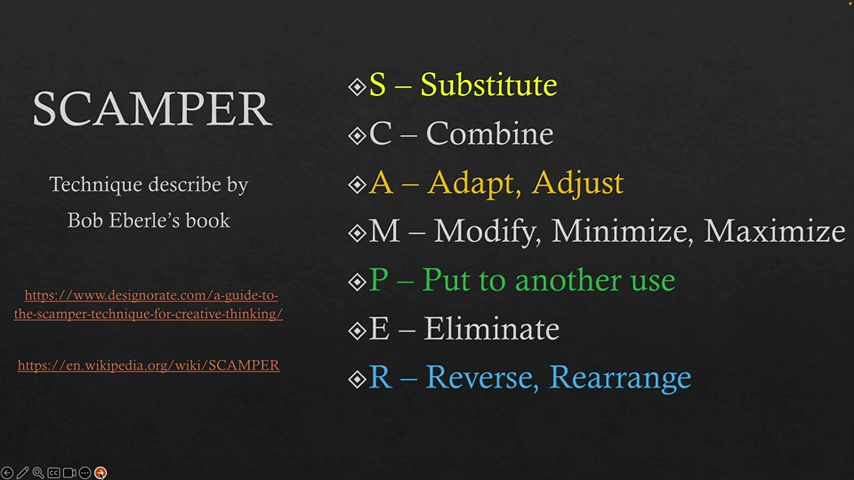 SCAMPER
Technique describe by
Bob Eberle's book
https://www.designorate.com/a-guide-to-
the-scamper-technique-for-creative-thinking/
https://en.wikipedia.org/wiki/SCAMPER
S – Substitute
C – Combine
A – Adapt, Adjust
M – Modify, Minimize, Maximize
P – Put to another use
E – Eliminate
R – Reverse, Rearrange
CC